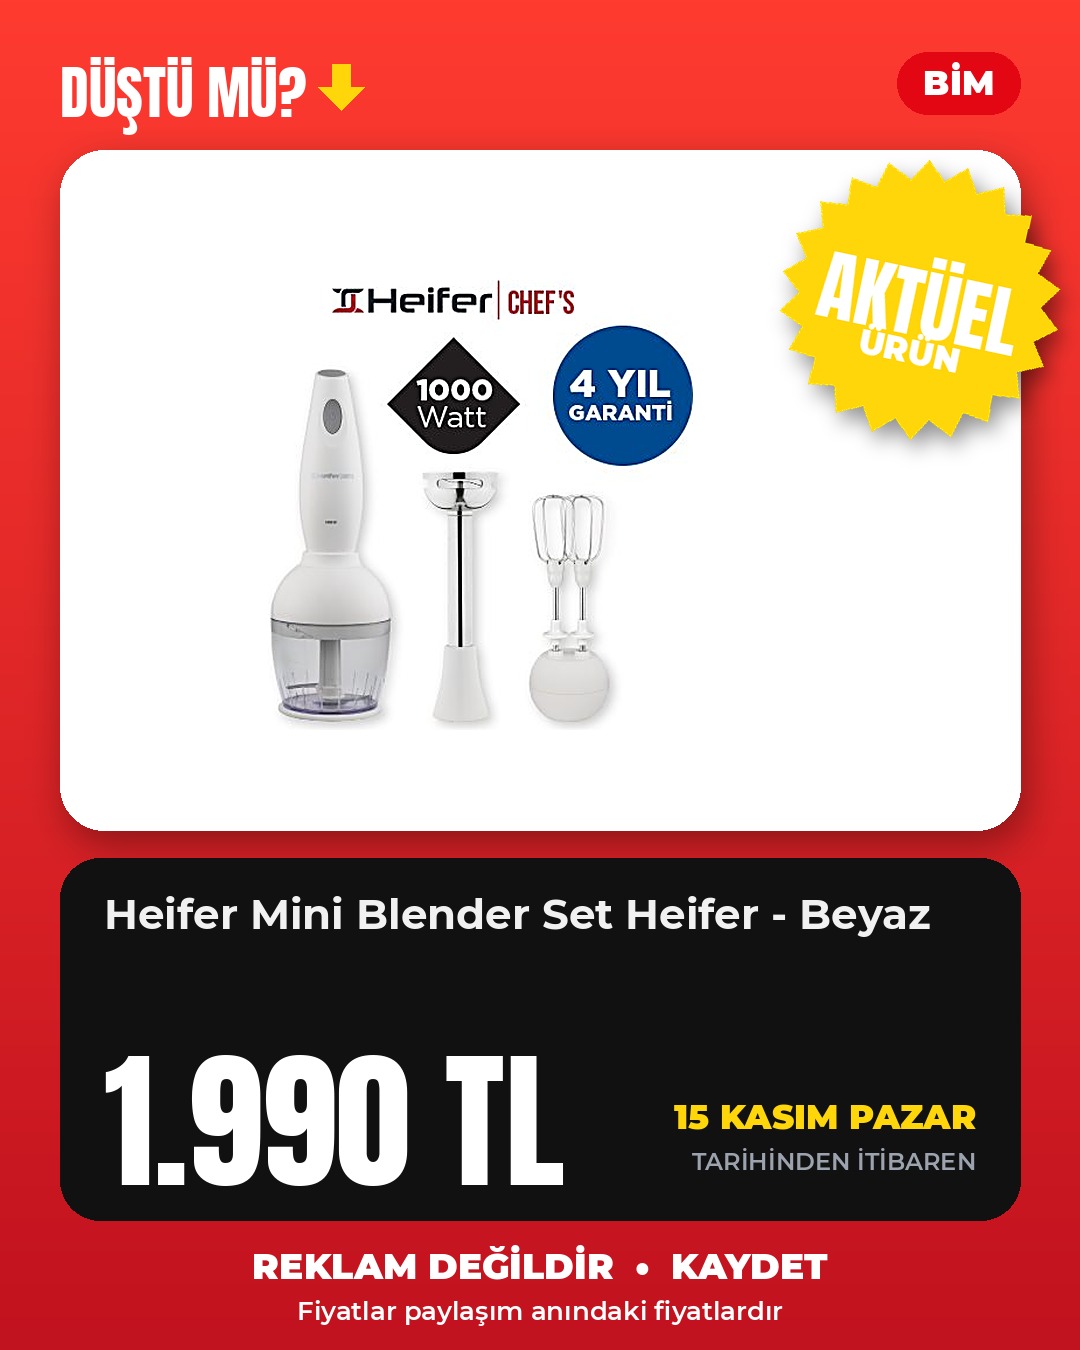 DÜŞTÜ MÜ?
BİM
AKTÜEL
ÜRÜN
Heifer CHEF'S
1000
Watt
4 YIL
GARANTİ
Heifer Mini Blender Set Heifer - Beyaz
1.990 TL
15 KASIM PAZAR
TARİHİNDEN İTİBAREN
REKLAM DEĞİLDİR • KAYDET
Fiyatlar paylaşım anındaki fiyatlardır